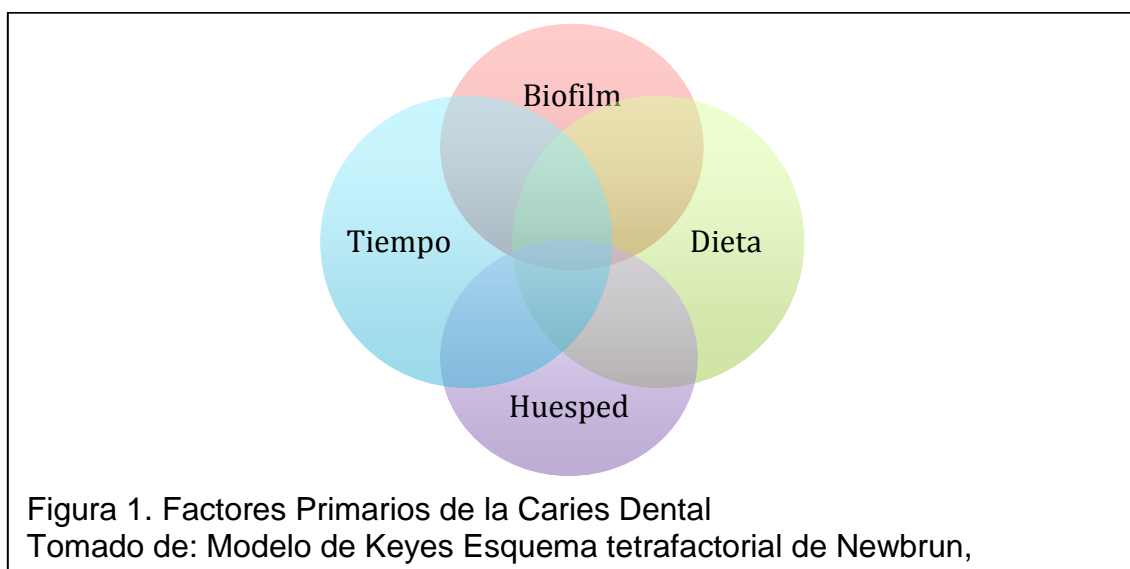 Biofilm
Tiempo
Dieta
Huesped
Figura 1. Factores Primarios de la Caries Dental
Tomado de: Modelo de Keyes Esquema tetrafactorial de Newbrun,